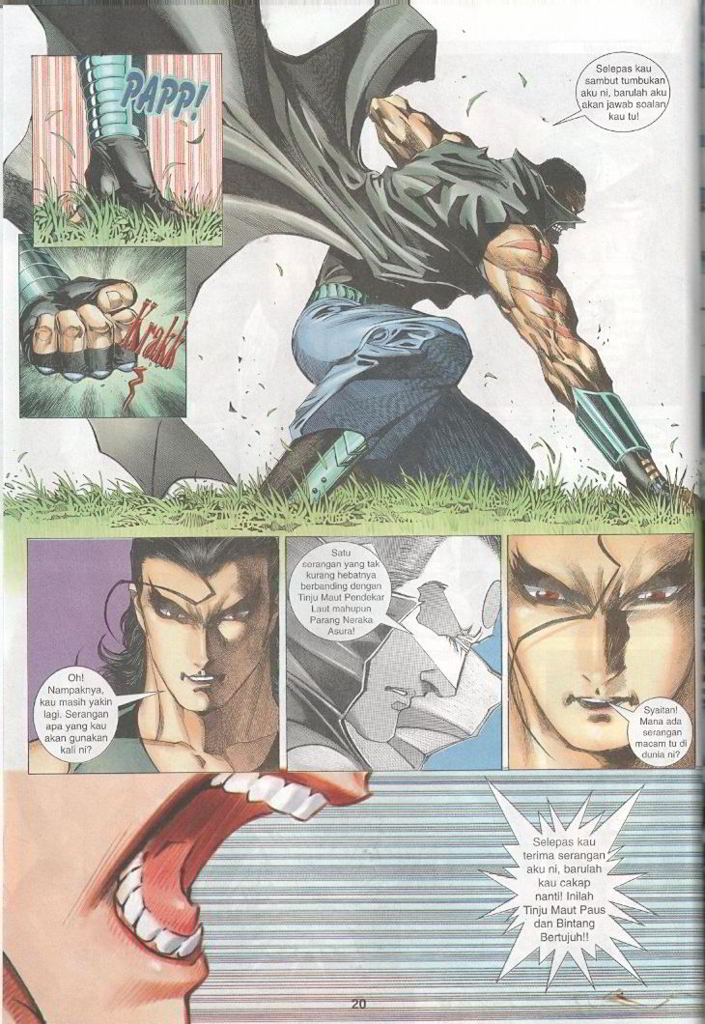 PAPP!
Selepas kau
sambut tumbukan
aku ni, barulah aku
akan jawab soalan
kau tu!
Krakk
Oh!
Nampaknya,
kau masih yakin
lagi. Serangan
apa yang kau
akan gunakan
kali ni?
Satu
serangan yang tak
kurang hebatnya
berbanding dengan
Tinju Maut Pendekar
Laut mahupun
Parang Neraka
Asura!
Syaitan!
Mana ada
serangan
macam tu di
dunia ni?
Selepas kau
terima serangan
aku ni, barulah
kau cakap
nanti! Inilah
Tinju Maut Paus
dan Bintang
Bertujuh!!
20